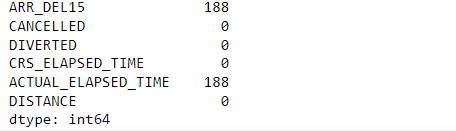 ARR_DEL15 188
CANCELLED 0
DIVERTED 0
CRS_ELAPSED_TIME 0
ACTUAL_ELAPSED_TIME 188
DISTANCE 0
dtype: int64